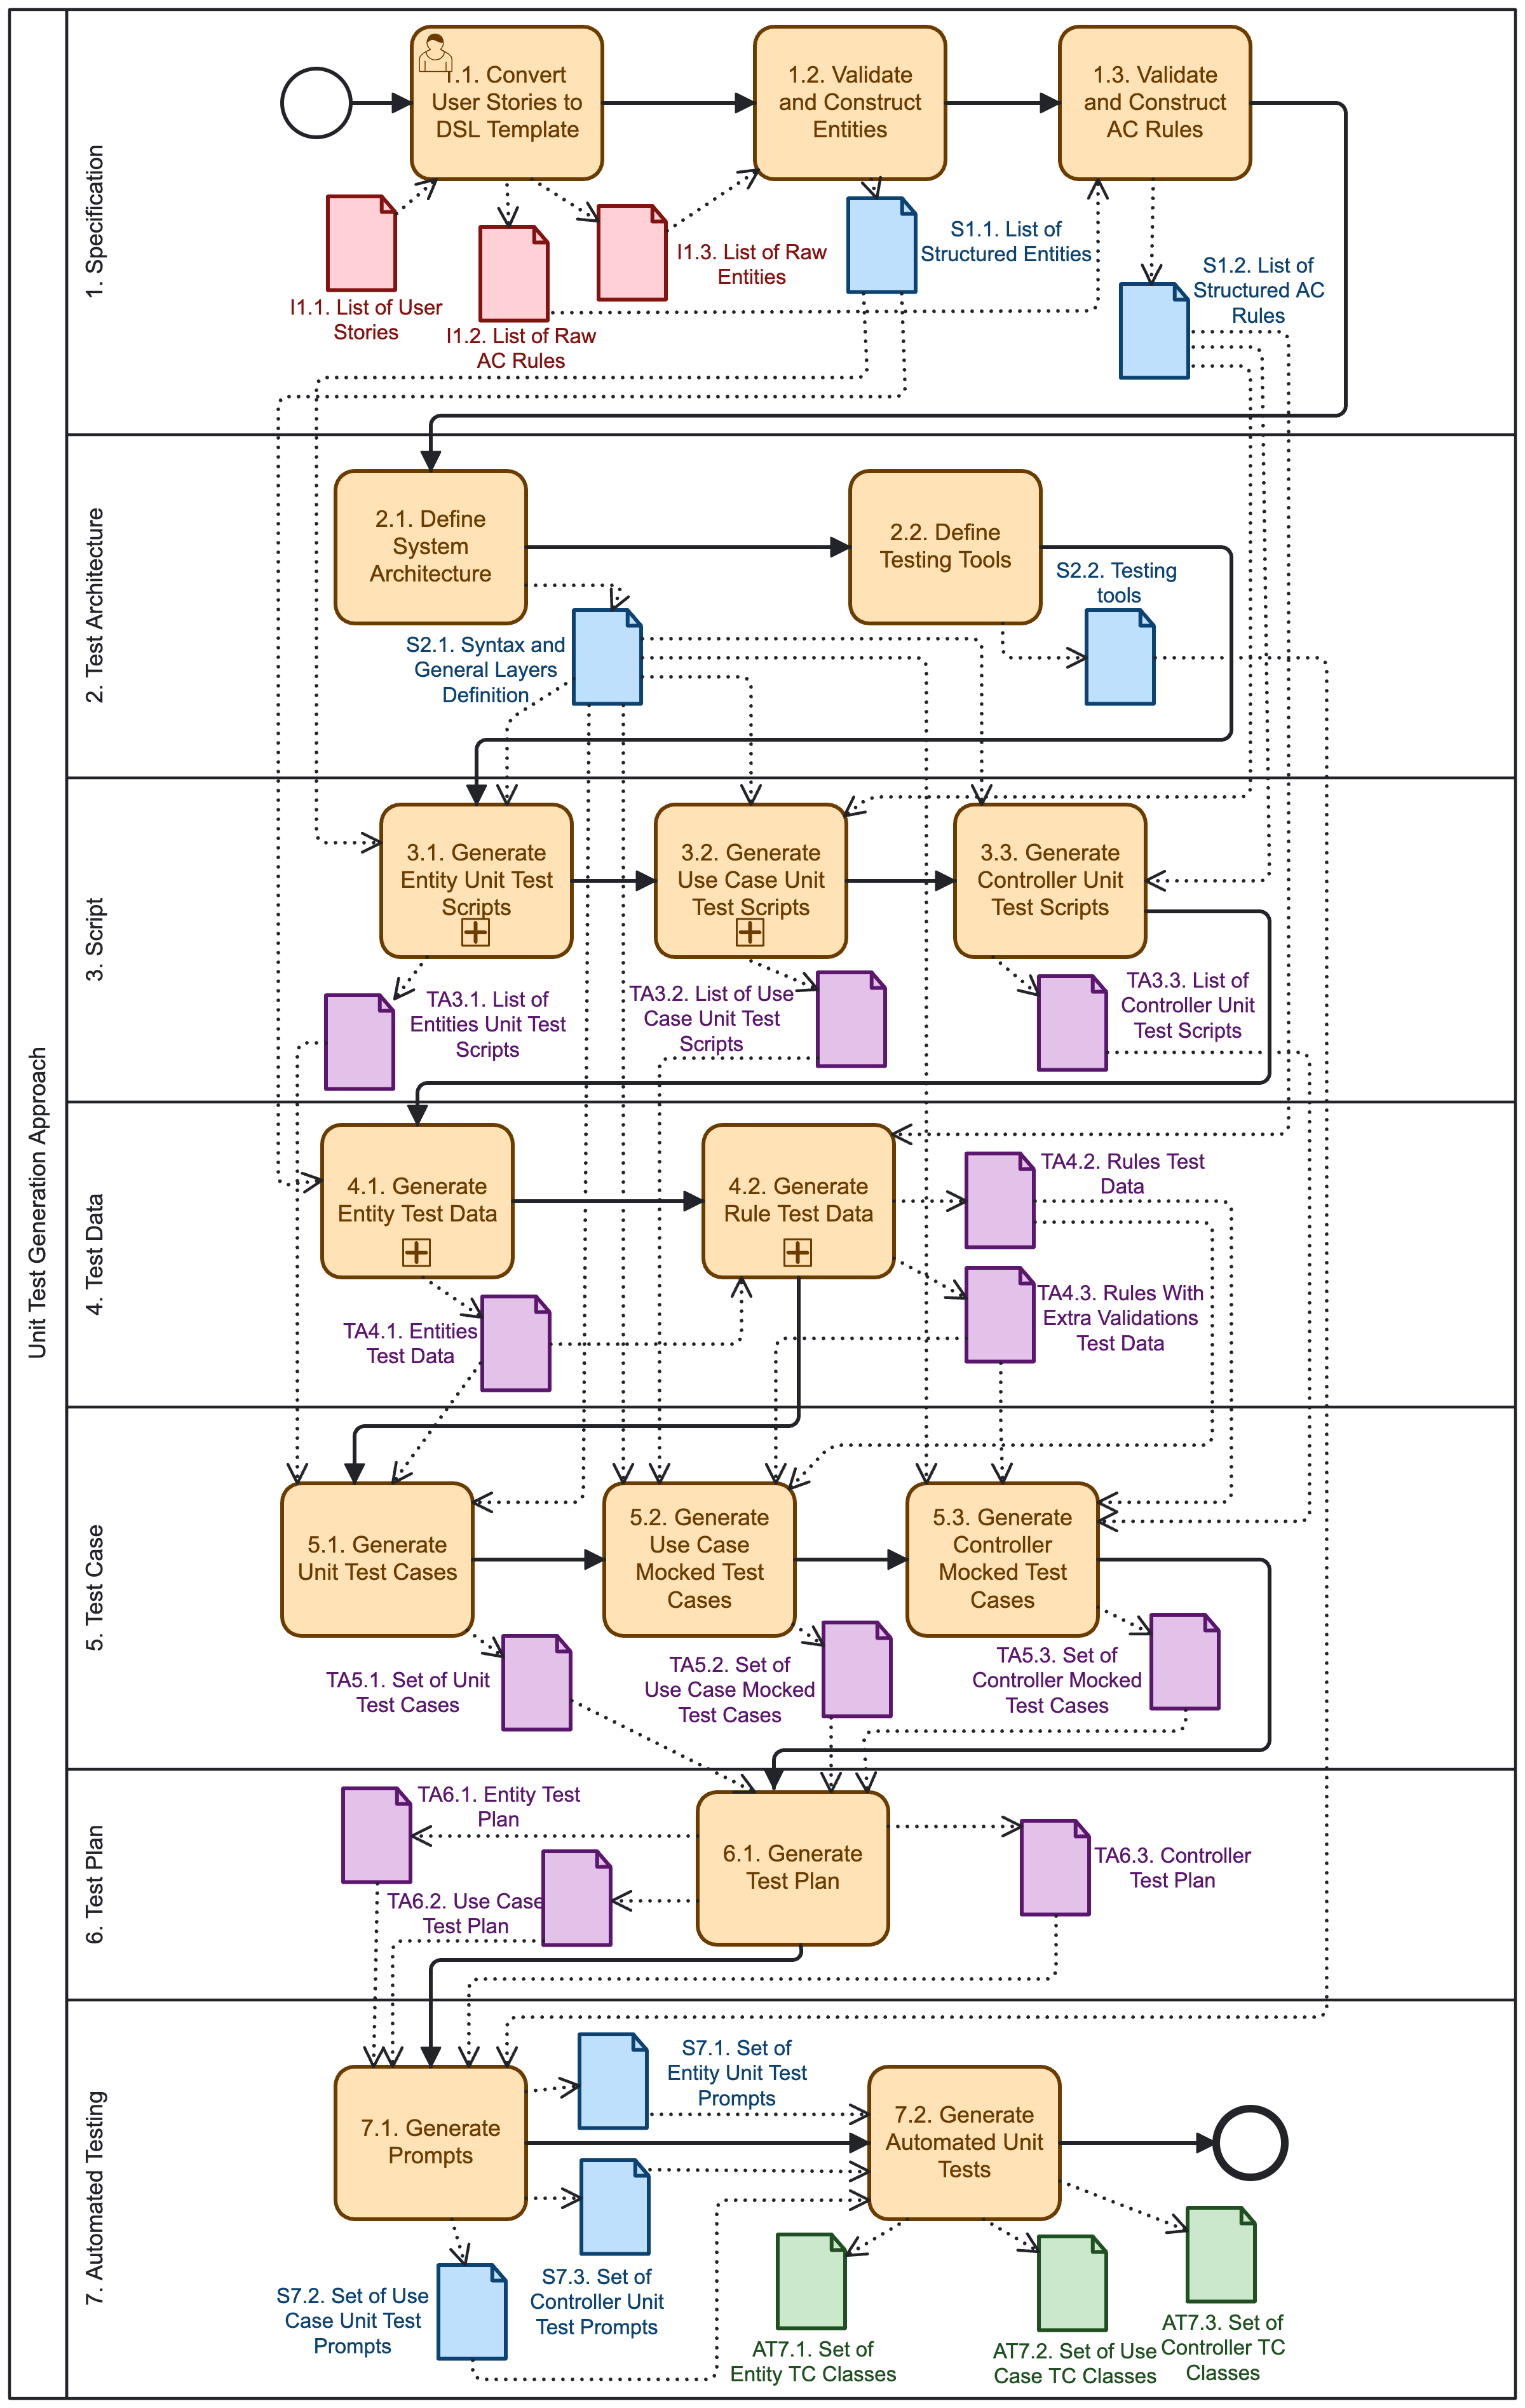 Unit Test Generation Approach
1. Specification
1.1. Convert
User Stories to
DSL Template
1.2. Validate
and Construct
Entities
1.3. Validate
and Construct
AC Rules
I1.1. List of User
Stories
I1.2. List of Raw
AC Rules
I1.3. List of Raw
Entities
S1.1. List of
Structured Entities
S1.2. List of
Structured AC
Rules
2. Test Architecture
2.1. Define
System
Architecture
2.2. Define
Testing Tools
S2.1. Syntax and
General Layers
Definition
S2.2. Testing
tools
3. Script
3.1. Generate
Entity Unit Test
Scripts
3.2. Generate
Use Case Unit
Test Scripts
3.3. Generate
Controller Unit
Test Scripts
TA3.1. List of
Entities Unit Test
Scripts
TA3.2. List of Use
Case Unit Test
Scripts
TA3.3. List of
Controller Unit
Test Scripts
4. Test Data
4.1. Generate
Entity Test Data
4.2. Generate
Rule Test Data
TA4.1. Entities
Test Data
TA4.2. Rules Test
Data
TA4.3. Rules With
Extra Validations
Test Data
5. Test Case
5.1. Generate
Unit Test Cases
5.2. Generate
Use Case
Mocked Test
Cases
5.3. Generate
Controller
Mocked Test
Cases
TA5.1. Set of Unit
Test Cases
TA5.2. Set of
Use Case Mocked
Test Cases
TA5.3. Set of
Controller Mocked
Test Cases
6. Test Plan
TA6.1. Entity Test
Plan
TA6.2. Use Case
Test Plan
6.1. Generate
Test Plan
TA6.3. Controller
Test Plan
7. Automated Testing
7.1. Generate
Prompts
S7.1. Set of
Entity Unit Test
Prompts
7.2. Generate
Automated Unit
Tests
S7.2. Set of Use
Case Unit Test
Prompts
S7.3. Set of
Controller Unit
Test Prompts
AT7.1. Set of
Entity TC Classes
AT7.2. Set of Use
Case TC Classes
AT7.3. Set of
Controller TC
Classes